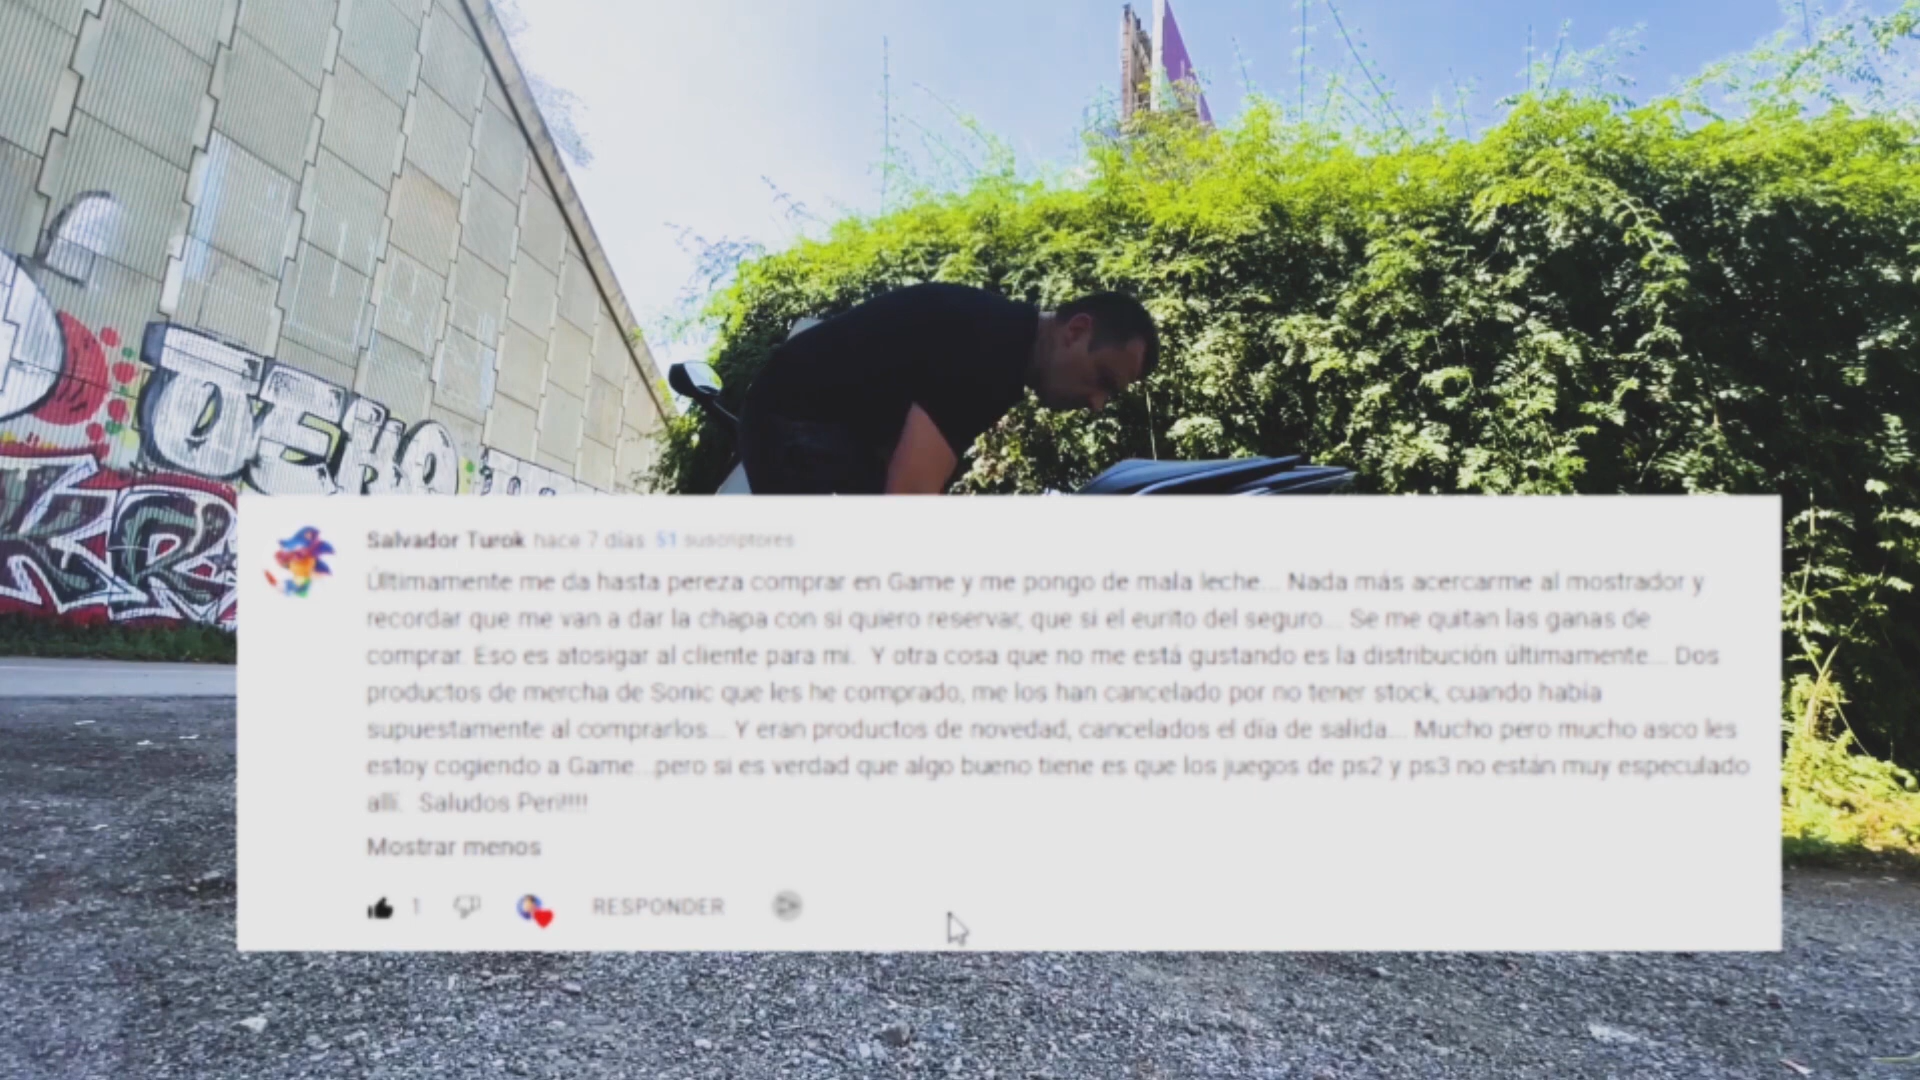 Salvador Turok hace 7 días 51 suscriptores
Últimamente me da hasta pereza comprar en Game y me pongo de mala leche... Nada más acercarme al mostrador y
recordar que me van a dar la chapa con si quiero reservar, que si el eurito del seguro... Se me quitan las ganas de
comprar. Eso es atosigar al cliente para mi. Y otra cosa que no me está gustando es la distribución últimamente... Dos
productos de mercha de Sonic que les he comprado, me los han cancelado por no tener stock, cuando había
supuestamente al comprarlos... Y eran productos de novedad, cancelados el día de salida... Mucho pero mucho asco les
estoy cogiendo a Game...pero si es verdad que algo bueno tiene es que los juegos de ps2 y ps3 no están muy especulado
allí. Saludos Peri!!!!
Mostrar menos
1 RESPONDER